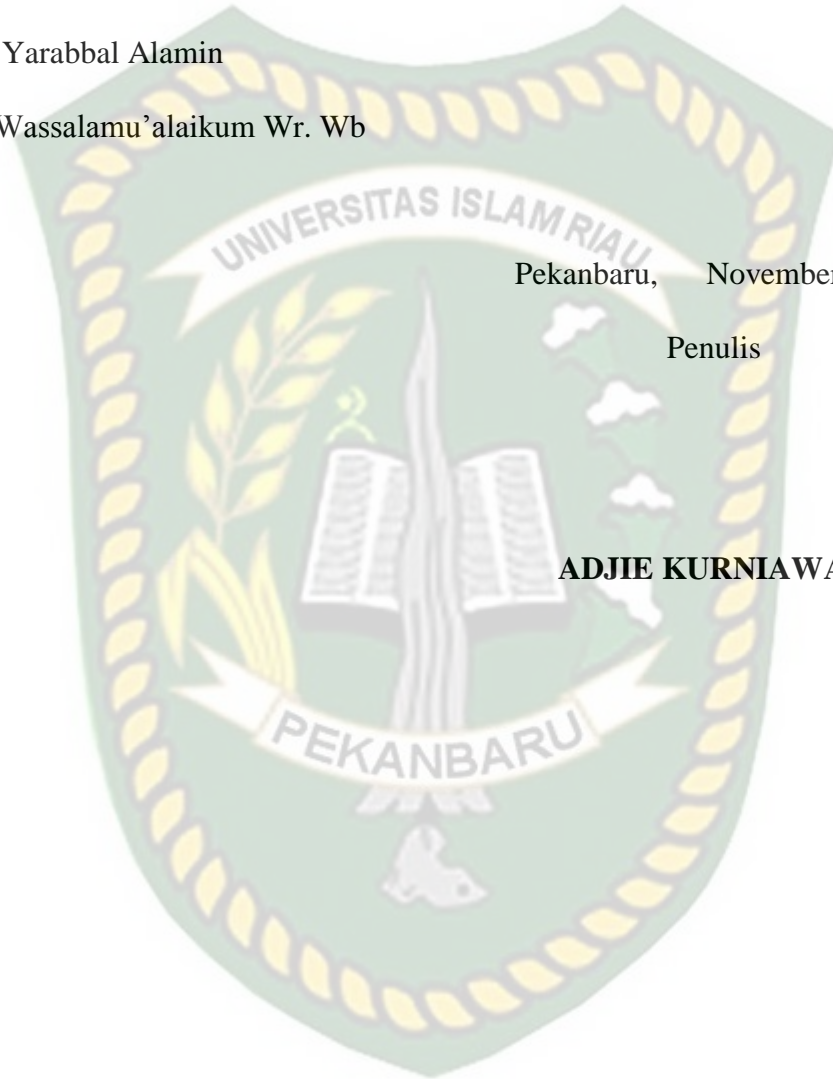 Yarabbal Alamin
Wassalamu’alaikum Wr. Wb
UNIVERSITAS ISLAM RIAU
Pekanbaru, November
Penulis
ADJIE KURNIAWA
PEKANBARU